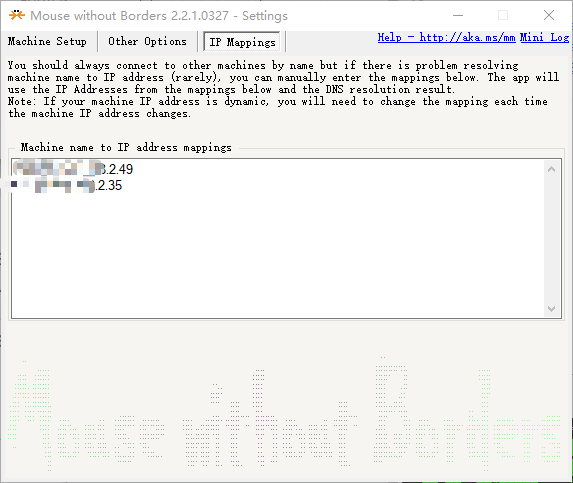 Mouse without Borders 2.2.1.0327 - Settings
Machine Setup Other Options IP Mappings Help - http://aka.ms/mm Mini Log
You should always connect to other machines by name but if there is problem resolving
machine name to IP address (rarely), you can manually enter the mappings below. The app will
use the IP Addresses from the mappings below and the DNS resolution result.
Note: If your machine IP address is dynamic, you will need to change the mapping each time
the machine IP address changes.
Machine name to IP address mappings
.2.49
.2.35
Mouse without Borders